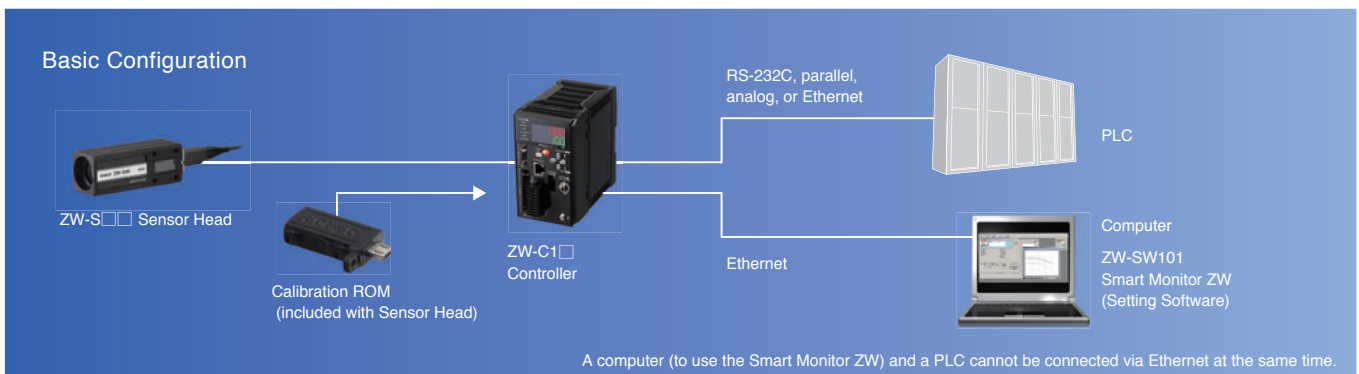 Basic Configuration
RS-232C, parallel,
analog, or Ethernet
PLC
ZW-S□□ Sensor Head
ZW-C1□
Controller
Calibration ROM
(included with Sensor Head)
Ethernet
Computer
ZW-SW101
Smart Monitor ZW
(Setting Software)
A computer (to use the Smart Monitor ZW) and a PLC cannot be connected via Ethernet at the same time.